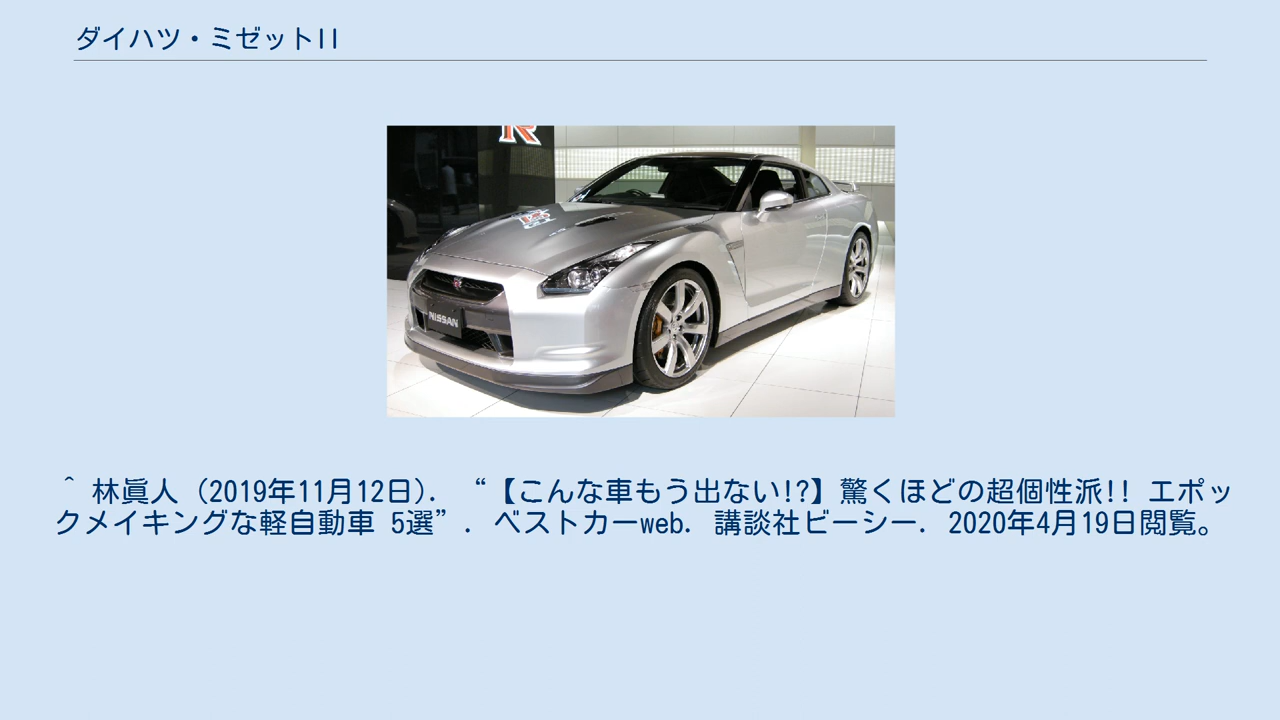 ダイハツ・ミゼットII
R
NISSAN
^ 林眞人 (2019年11月12日). “【こんな車もう出ない!?】驚くほどの超個性派!! エポッ
クメイキングな軽自動車 5選”. ベストカーweb. 講談社ビーシー. 2020年4月19日閲覧。